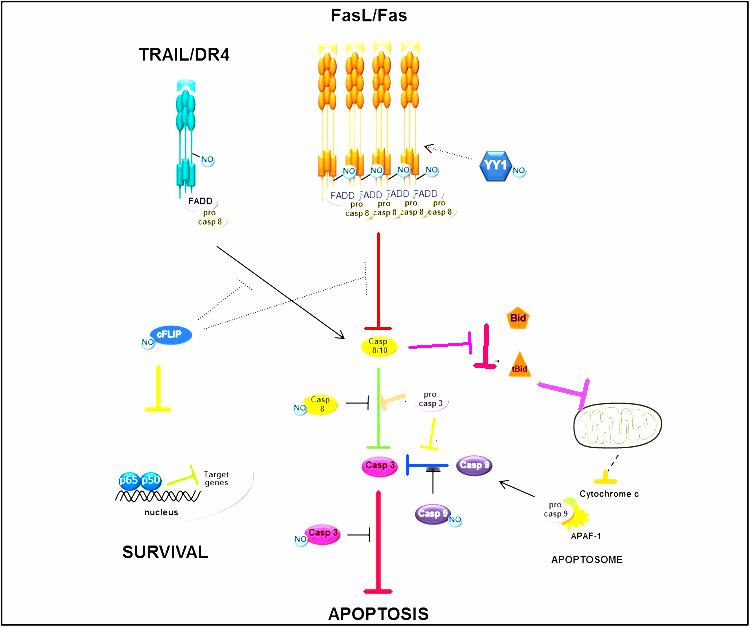 FasL/Fas
TRAIL/DR4
NO
YY1
NO
NO
NO
NO
NO
FADD
pro
casp 8
FADD
FADD
FADD
FADD
pro
casp 8
pro
casp 8
pro
casp 8
pro
casp 8
cFLIP
NO
Casp
8/10
Bid
tBid
NO
Casp
8
pro
casp 3
Casp 3
Casp 9
Cytochrome c
p65
p50
Target
genes
nucleus
Casp 9
NO
pro
casp 9
APAF-1
NO
Casp 3
SURVIVAL
APOPTOSOME
APOPTOSIS